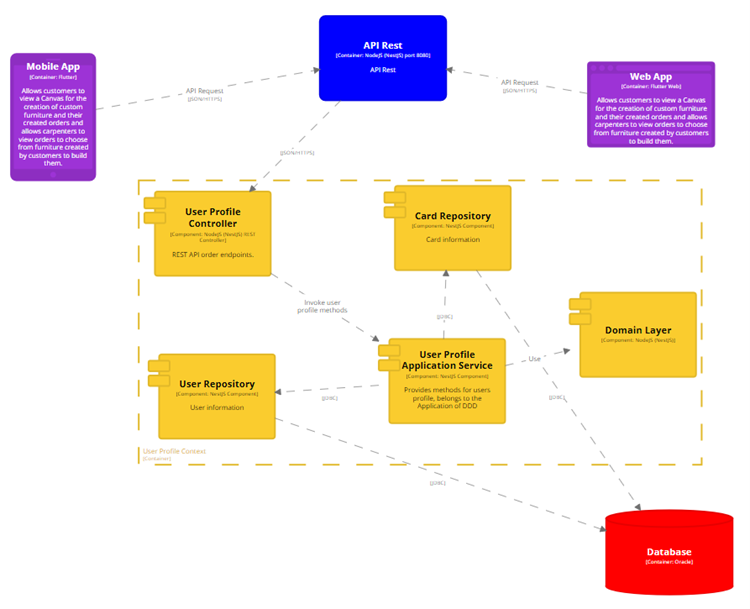 API Rest
[Container: NodeJS (NestJS) port 8080]
API Rest
Mobile App
[Container: Flutter]
Allows customers to
view a Canvas for the
creation of custom
furniture and their
created orders and
allows carpenters to
view orders to choose
from furniture created
by customers to build
them.
Web App
[Container: Flutter Web]
Allows customers to view a Canvas
for the creation of custom furniture
and their created orders and allows
carpenters to view orders to choose
from furniture created by customers
to build them.
API Request
[JSON/HTTPS]
API Request
[JSON/HTTPS]
[JSON/HTTPS]
User Profile
Controller
[Component: NodeJS (NestJS) REST
Controller]
REST API order endpoints.
Card Repository
[Component: NestJS Component]
Card information
Invoke user
profile methods
[JDBC]
Domain Layer
[Component: NodeJS (NestJS)]
User Profile
Application Service
[Component: NestJS Component]
Provides methods for users
profile, belongs to the
Application of DDD
Use
User Repository
[Component: NestJS Component]
User information
[JDBC]
[JDBC]
User Profile Context
[Container]
[JDBC]
Database
[Container: Oracle]